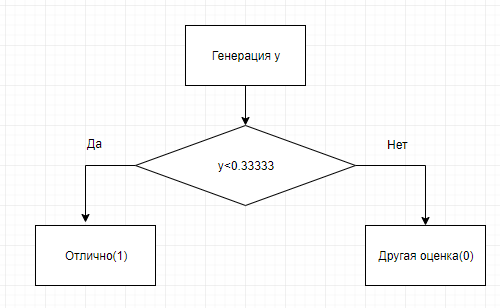 Генерация y
Да
Нет
y<0.33333
Отлично(1)
Другая оценка(0)